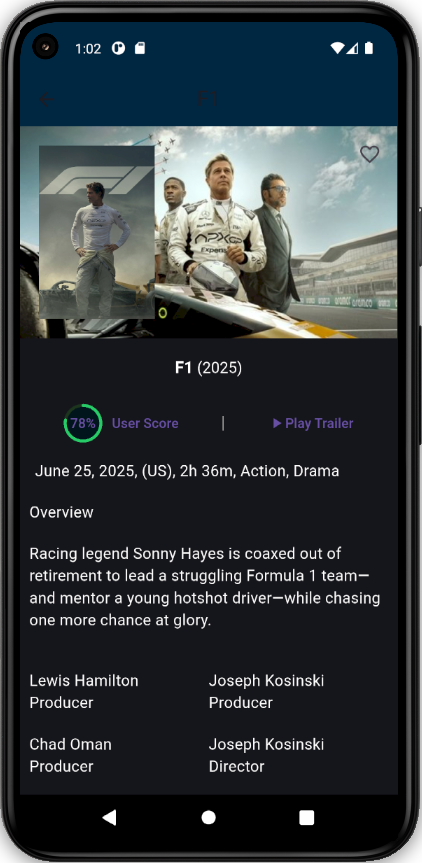 1:02
F1
F1 (2025)
78% User Score | Play Trailer
June 25, 2025, (US), 2h 36m, Action, Drama
Overview
Racing legend Sonny Hayes is coaxed out of
retirement to lead a struggling Formula 1 team—
and mentor a young hotshot driver—while chasing
one more chance at glory.
Lewis Hamilton Joseph Kosinski
Producer Producer
Chad Oman Joseph Kosinski
Producer Director